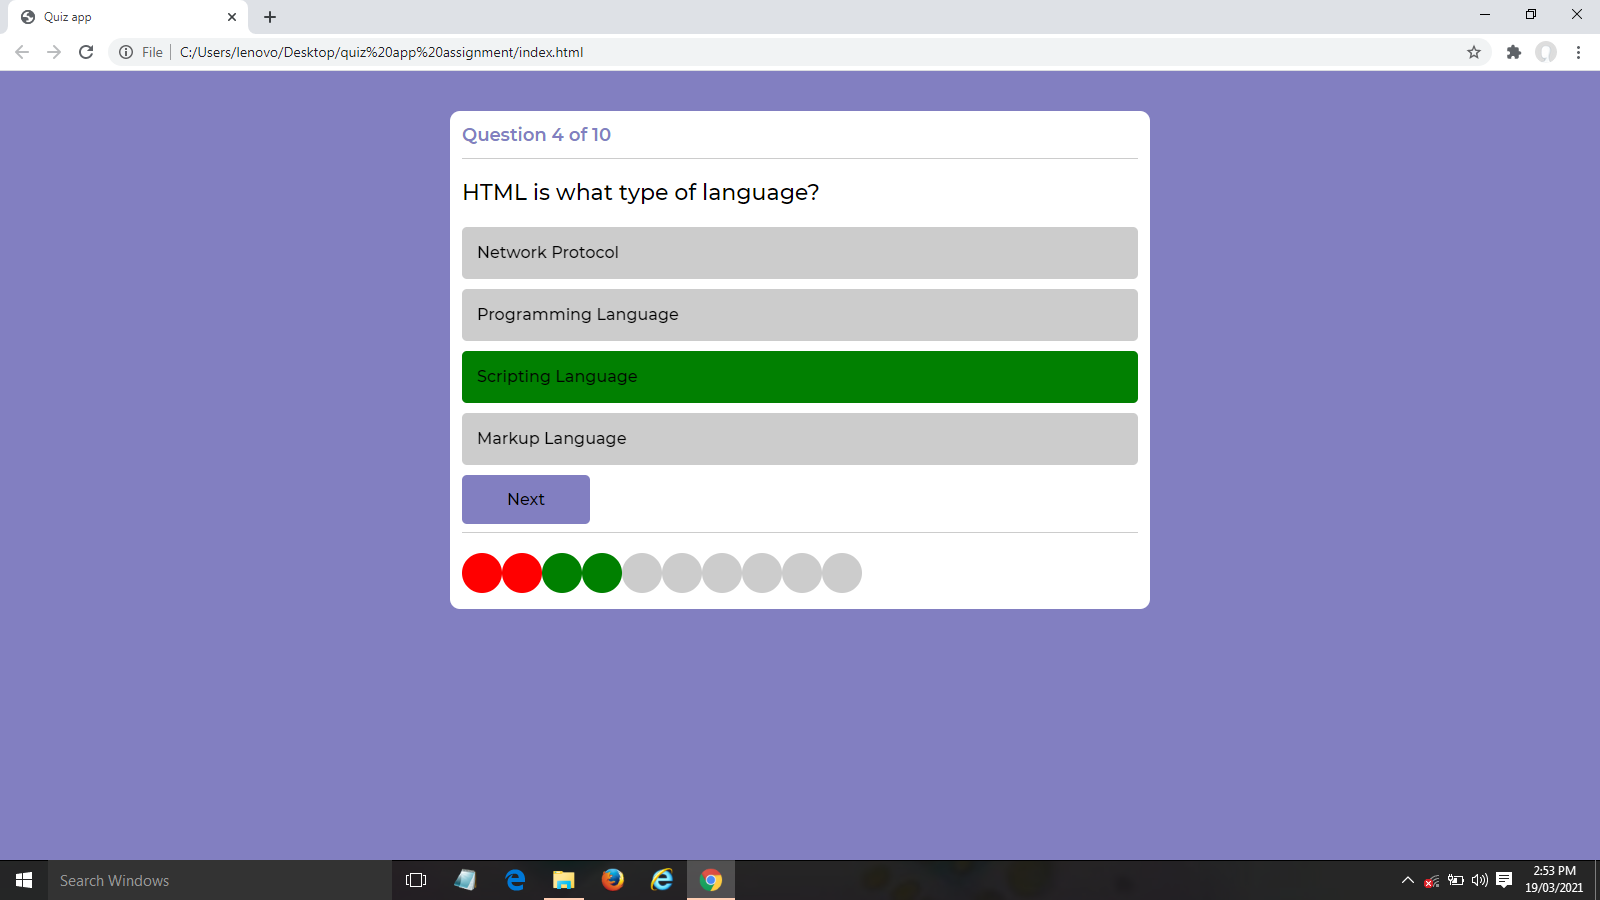 Quiz app
File
C:/Users/lenovo/Desktop/quiz%20app%20assignment/index.html
Question 4 of 10
HTML is what type of language?
Network Protocol
Programming Language
Scripting Language
Markup Language
Next
Search Windows
2:53 PM
19/03/2021